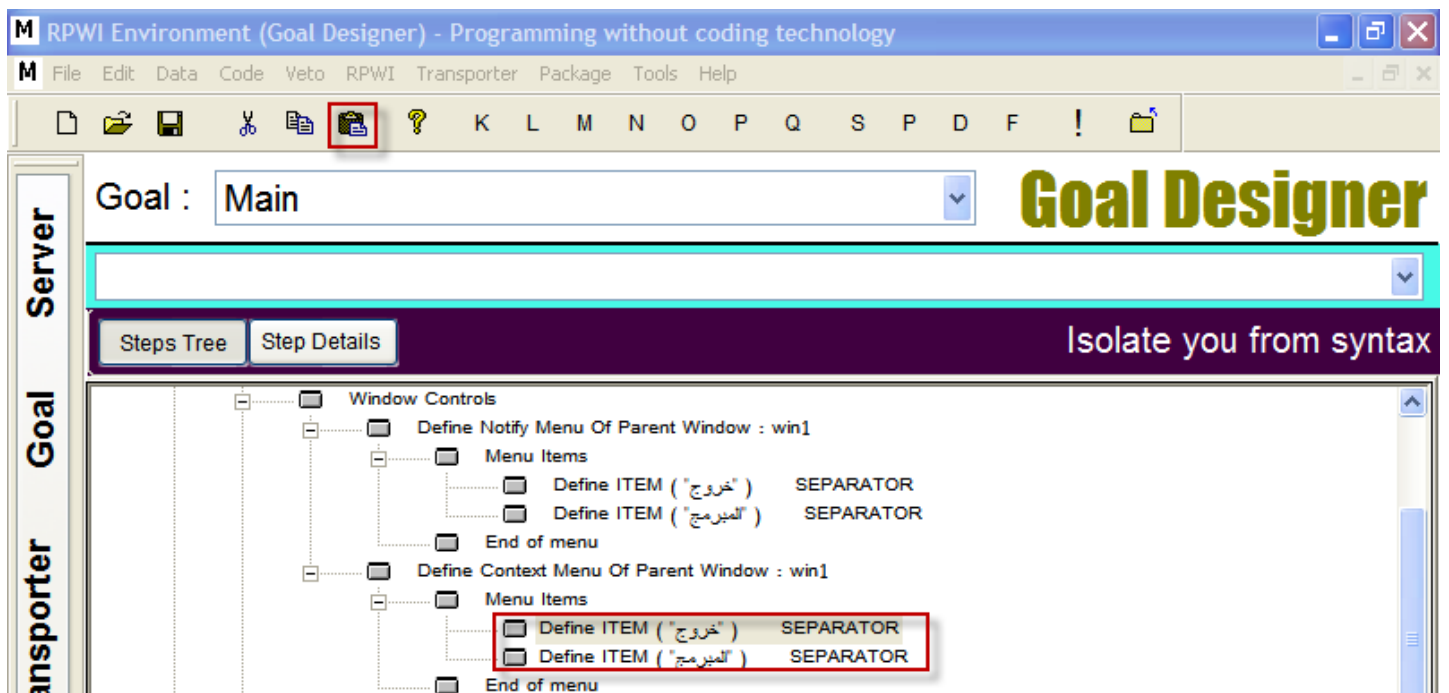 M RPWI Environment (Goal Designer) - Programming without coding technology
M File Edit Data Code Veto RPWI Transporter Package Tools Help
K L M N O P Q S P D F !
Goal : Main
Goal Designer
Server
Goal
ansporter
Steps Tree Step Details Isolate you from syntax
Window Controls
Define Notify Menu Of Parent Window : win1
Menu Items
Define ITEM ( "خروج" ) SEPARATOR
Define ITEM ( "المبرمج" ) SEPARATOR
End of menu
Define Context Menu Of Parent Window : win1
Menu Items
Define ITEM ( "خروج" ) SEPARATOR
Define ITEM ( "المبرمج" ) SEPARATOR
End of menu